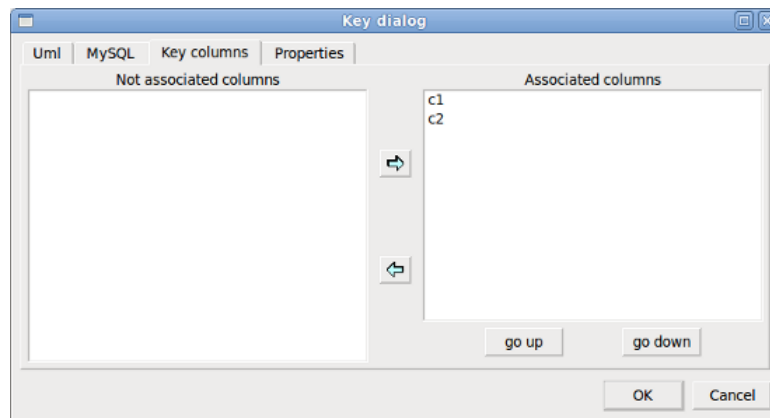 Key dialog
Uml MySQL Key columns Properties
Not associated columns Associated columns
c1
c2
go up go down
OK Cancel